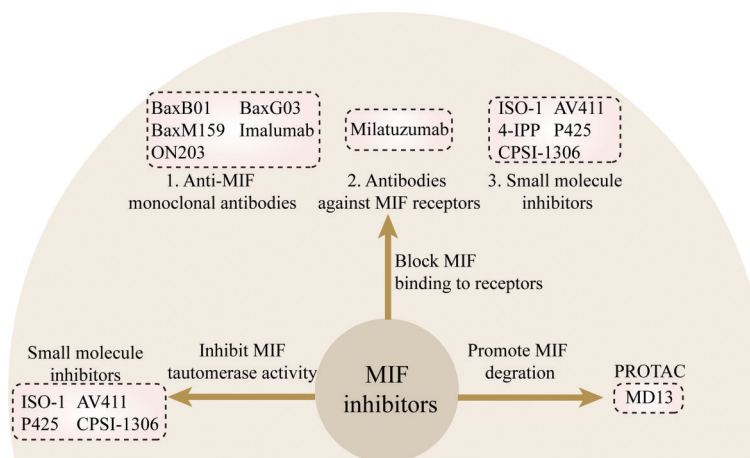 BaxB01 BaxG03
BaxM159 Imalumab
ON203
1. Anti-MIF
monoclonal antibodies
Milatuzumab
2. Antibodies
against MIF receptors
ISO-1 AV411
4-IPP P425
CPSI-1306
3. Small molecule
inhibitors
Block MIF
binding to receptors
Small molecule
inhibitors
ISO-1 AV411
P425 CPSI-1306
Inhibit MIF
tautomerase activity
MIF
inhibitors
Promote MIF
degration
PROTAC
MD13